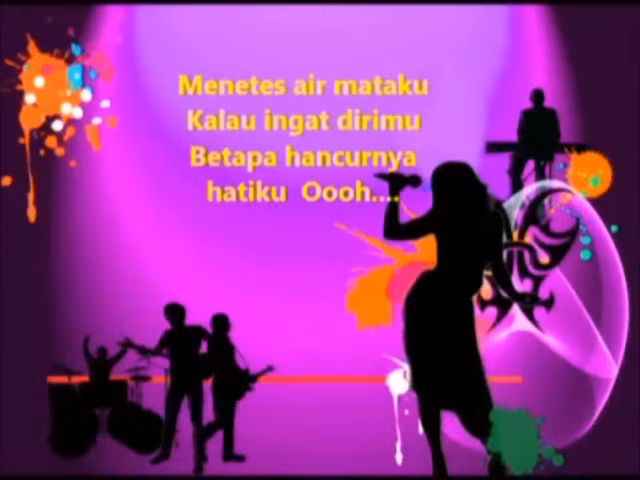 Menetes air mataku
Kalau ingat dirimu
Betapa hancurnya
hatiku Oooh....